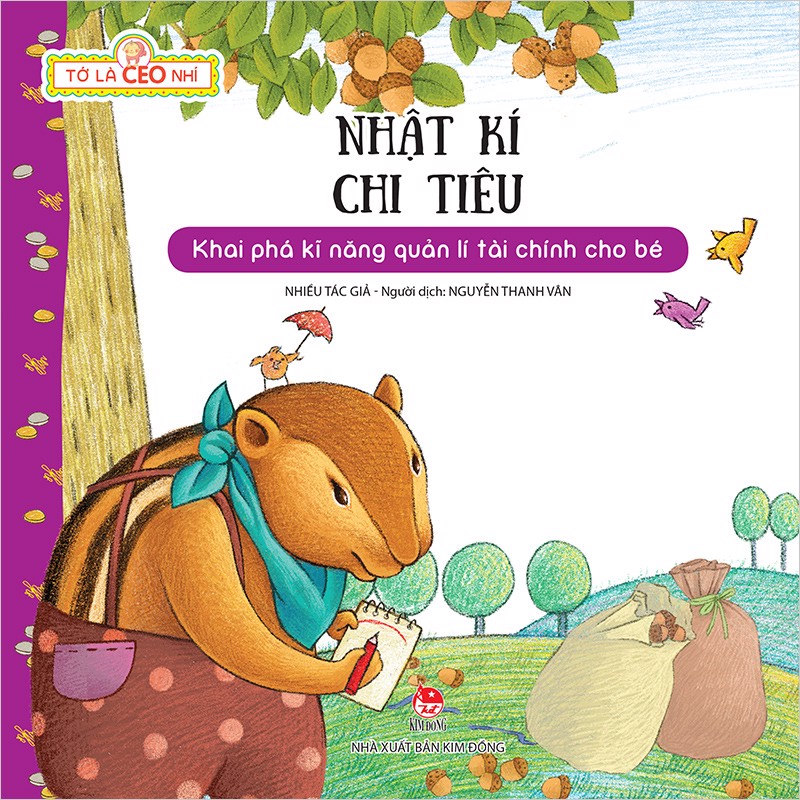 TỚ LÀ CEO NHÍ
NHẬT KÍ
CHI TIÊU
Khai phá kĩ năng quản lí tài chính cho bé
NHIỀU TÁC GIẢ - Người dịch: NGUYỄN THANH VÂN
KIM ĐỒNG
NHÀ XUẤT BẢN KIM ĐỒNG